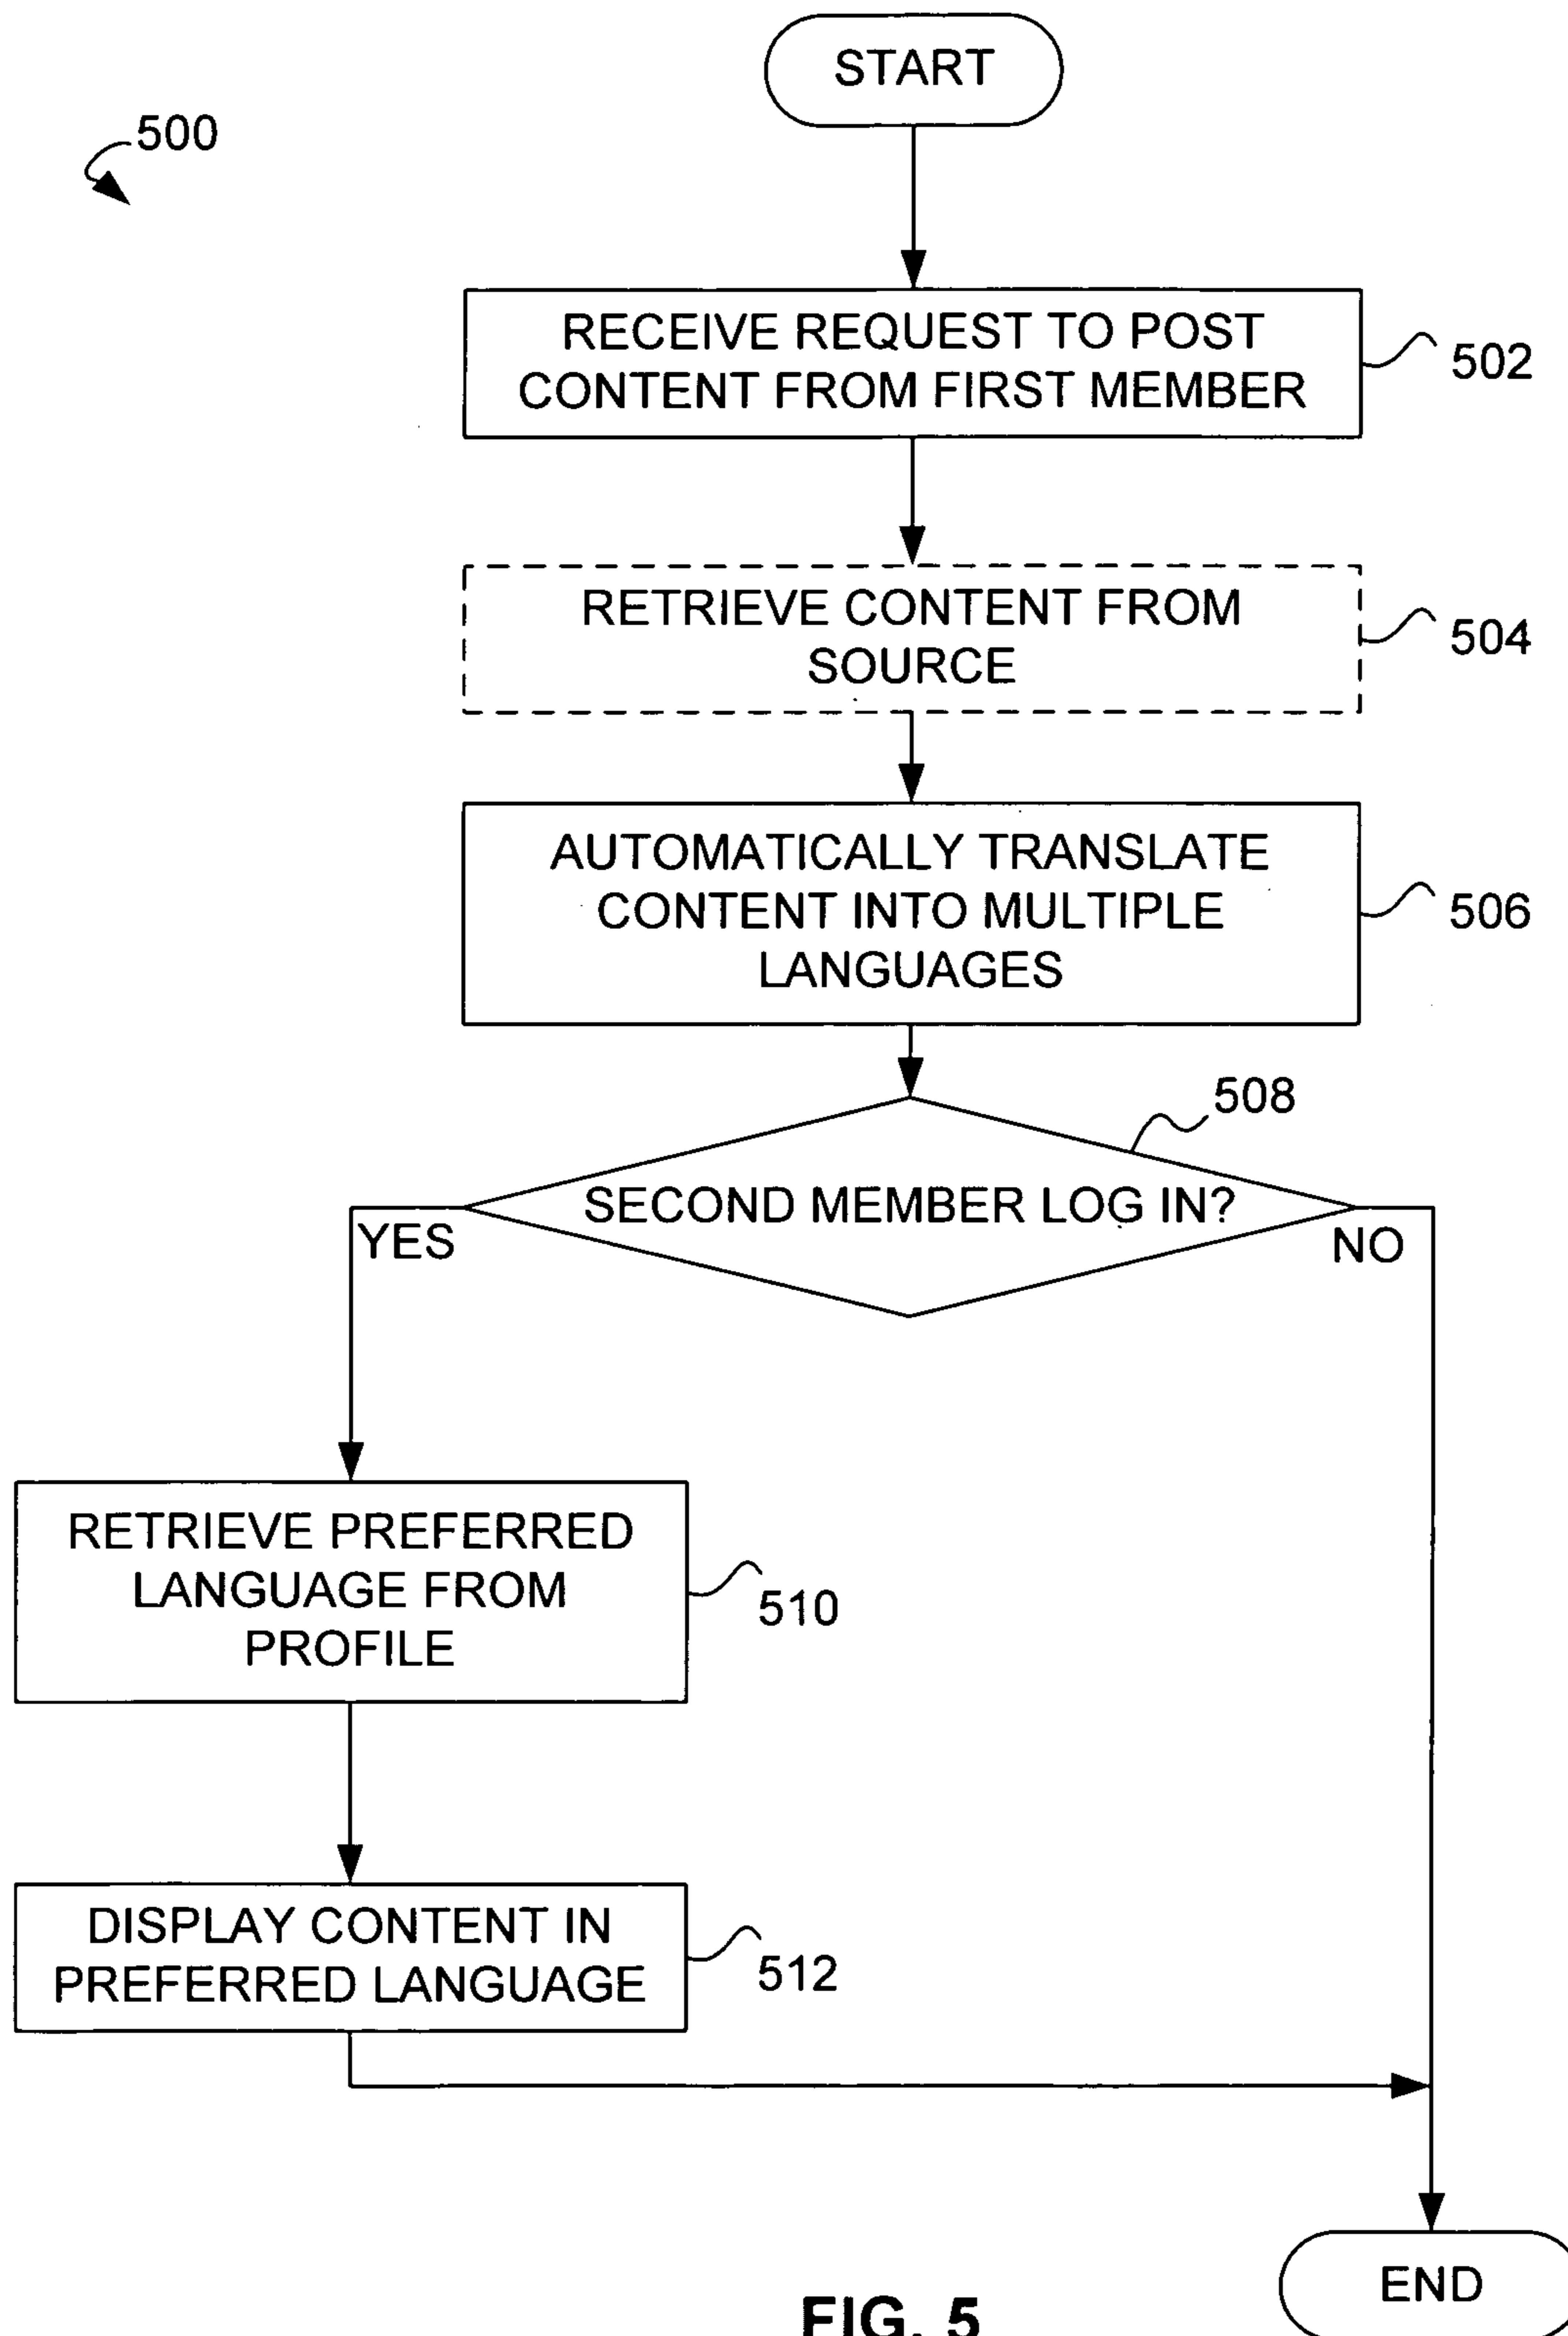 START
500
RECEIVE REQUEST TO POST
CONTENT FROM FIRST MEMBER
502
RETRIEVE CONTENT FROM
SOURCE
504
AUTOMATICALLY TRANSLATE
CONTENT INTO MULTIPLE
LANGUAGES
506
508
SECOND MEMBER LOG IN?
YES
NO
RETRIEVE PREFERRED
LANGUAGE FROM
PROFILE
510
DISPLAY CONTENT IN
PREFERRED LANGUAGE
512
END
FIG. 5